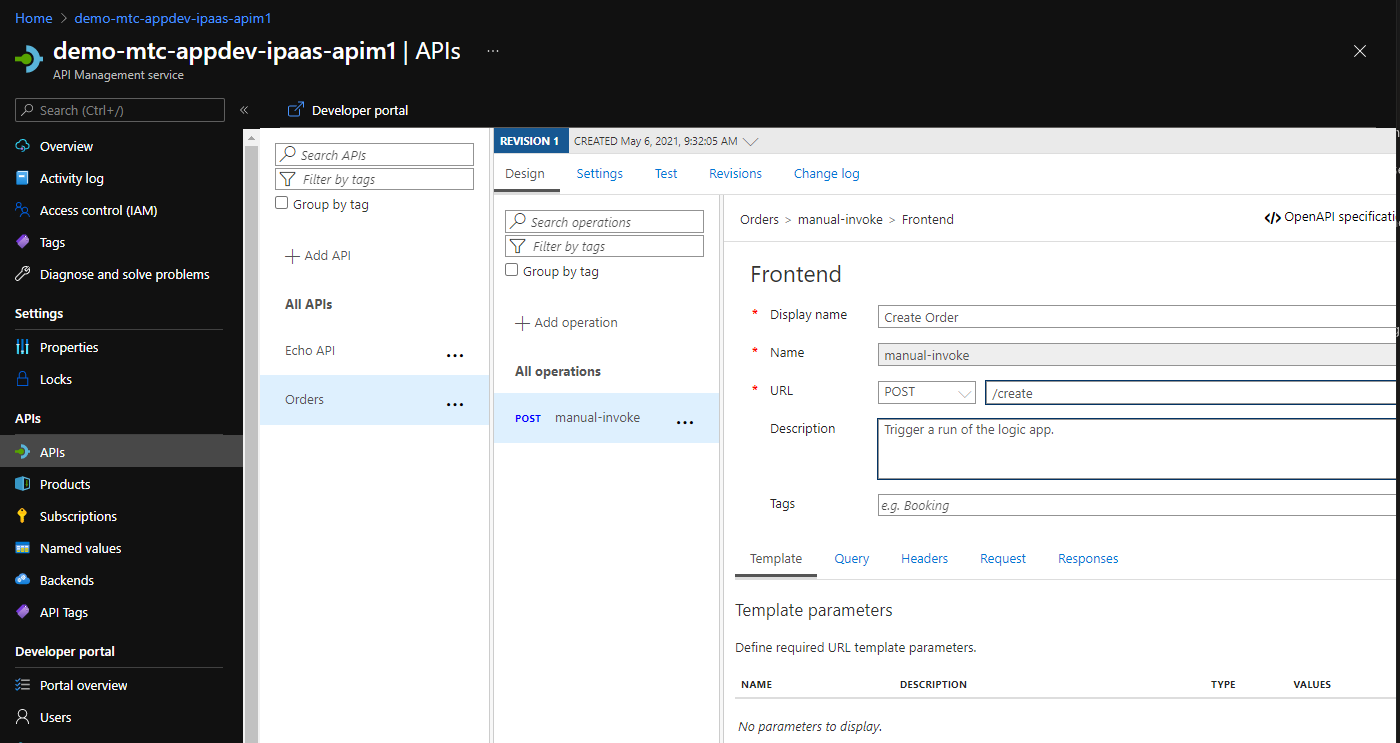 Home > demo-mtc-appdev-ipaas-apim1
demo-mtc-appdev-ipaas-apim1 | APIs ...
API Management service
Search (Ctrl+/) «
Overview
Activity log
Access control (IAM)
Tags
Diagnose and solve problems
Settings
Properties
Locks
APIs
APIs
Products
Subscriptions
Named values
Backends
API Tags
Developer portal
Portal overview
Users
Developer portal
Search APIs
Filter by tags
Group by tag
+ Add API
All APIs
Echo API ...
Orders ...
REVISION 1 CREATED May 6, 2021, 9:32:05 AM
Design Settings Test Revisions Change log
Search operations
Filter by tags
Group by tag
+ Add operation
All operations
POST manual-invoke ...
Orders > manual-invoke > Frontend
</> OpenAPI specificati
Frontend
* Display name Create Order
* Name manual-invoke
* URL POST /create
Description Trigger a run of the logic app.
Tags e.g. Booking
Template Query Headers Request Responses
Template parameters
Define required URL template parameters.
NAME DESCRIPTION TYPE VALUES
No parameters to display.